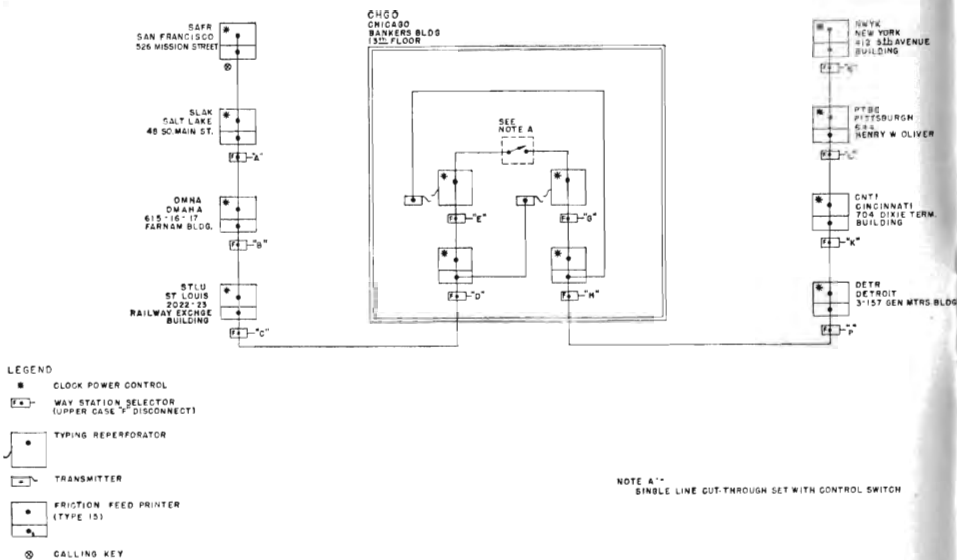 SAFR
SAN FRANCISCO
526 MISSION STREET
SLAK
SALT LAKE
48 SO. MAIN ST.
F "A"
OMHA
OMAHA
615-16-17
FARNAM BLDG.
F "B"
STLU
ST LOUIS
2022-23
RAILWAY EXCHGE
BUILDING
F "C"
CHGO
CHICAGO
BANKERS BLDG
13TH FLOOR
SEE
NOTE A
F "E"
F "G"
F "D"
F "H"
NEW YORK
5th AVENUE
BUILDING
PITTSBURGH
HENRY W OLIVER
CNTI
CINCINNATI
704 DIXIE TERM.
BUILDING
F "K"
DETR
DETROIT
3-157 GEN MTRS. BLDG
F "P"
LEGEND
CLOCK POWER CONTROL
F WAY STATION SELECTOR
(UPPER CASE "F" DISCONNECT)
TYPING REPERFORATOR
TRANSMITTER
FRICTION FEED PRINTER
(TYPE 15)
CALLING KEY
NOTE A
SINGLE LINE CUT-THROUGH SET WITH CONTROL SWITCH